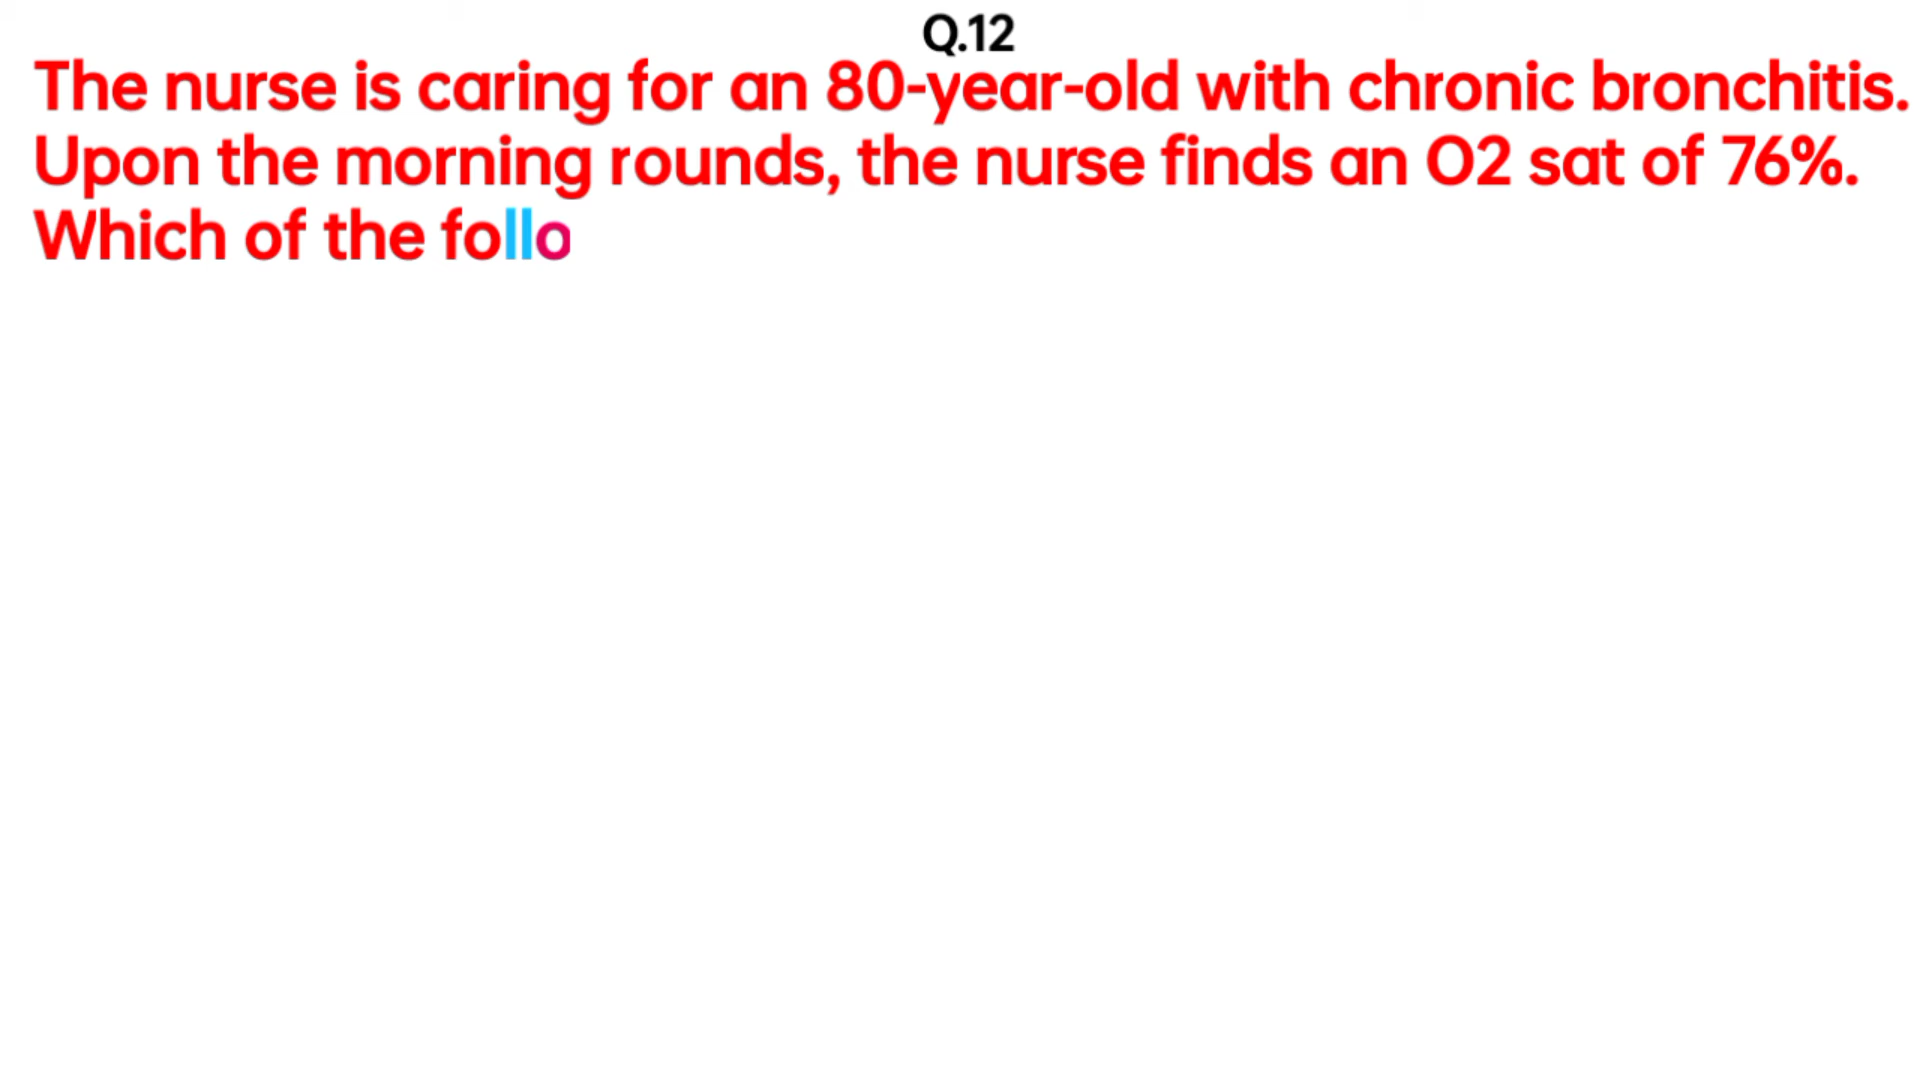 Q.12
The nurse is caring for an 80-year-old with chronic bronchitis.
Upon the morning rounds, the nurse finds an O2 sat of 76%.
Which of the follo